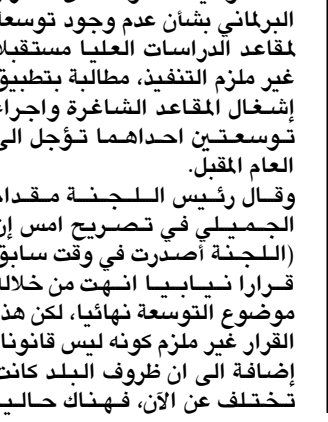 البرلماني بشأن عدم وجود توسعة
لمقاعد الدراسات العليا مستقبلا
غير ملزم التنفيذ، مطالبة بتطبيق
إشغال المقاعد الشاغرة واجراء
توسعتين احداهما تؤجل الى
العام المقبل.
وقال رئيس اللجنة مقدام
الجميلي في تصريح امس إن
(اللجنة أصدرت في وقت سابق
قرارا نيابيا انهت من خلاله
موضوع التوسعة نهائيا، لكن هذا
القرار غير ملزم كونه ليس قانونا
إضافة الى ان ظروف البلد كانت
تختلف عن الآن، فهناك حاليا